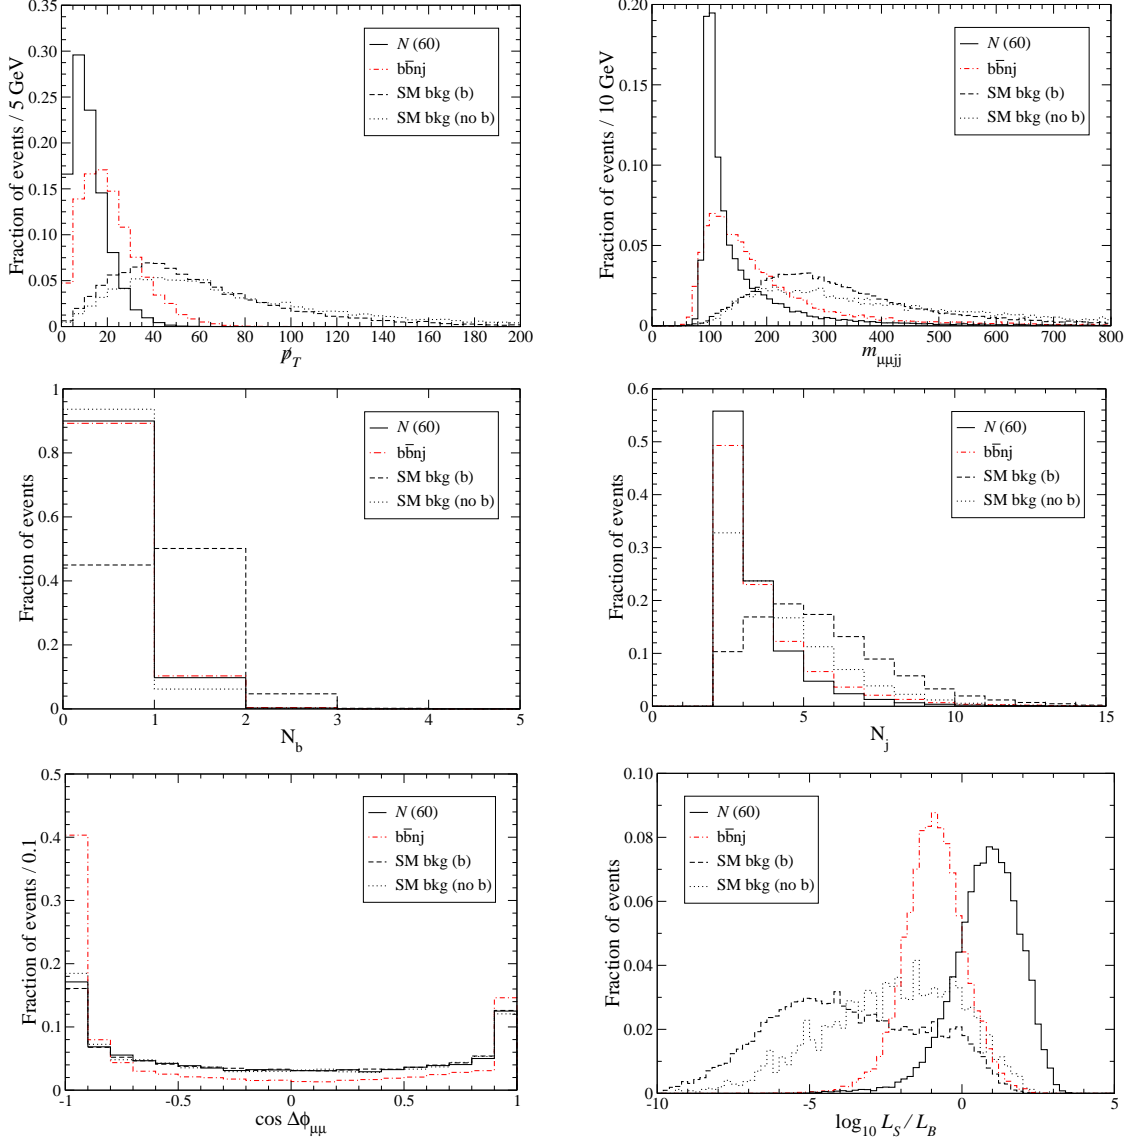 Fraction of events / 5 GeV
0.35
0.30
0.25
0.20
0.15
0.10
0.05
0
N (60)
bb̅nj
SM bkg (b)
SM bkg (no b)
0 20 40 60 80 100 120 140 160 180 200
p̸_T
Fraction of events / 10 GeV
0.20
0.15
0.10
0.05
0
N (60)
bb̅nj
SM bkg (b)
SM bkg (no b)
0 100 200 300 400 500 600 700 800
m_μμjj
Fraction of events
1
0.8
0.6
0.4
0.2
0
N (60)
bb̅nj
SM bkg (b)
SM bkg (no b)
0 1 2 3 4 5
N_b
Fraction of events
0.6
0.5
0.4
0.3
0.2
0.1
0
N (60)
bb̅nj
SM bkg (b)
SM bkg (no b)
0 5 10 15
N_j
Fraction of events / 0.1
0.5
0.4
0.3
0.2
0.1
0
N (60)
bb̅nj
SM bkg (b)
SM bkg (no b)
-1 -0.5 0 0.5 1
cos Δϕ_μμ
Fraction of events
0.10
0.08
0.06
0.04
0.02
0
N (60)
bb̅nj
SM bkg (b)
SM bkg (no b)
-10 -5 0 5
log₁₀ L_S / L_B